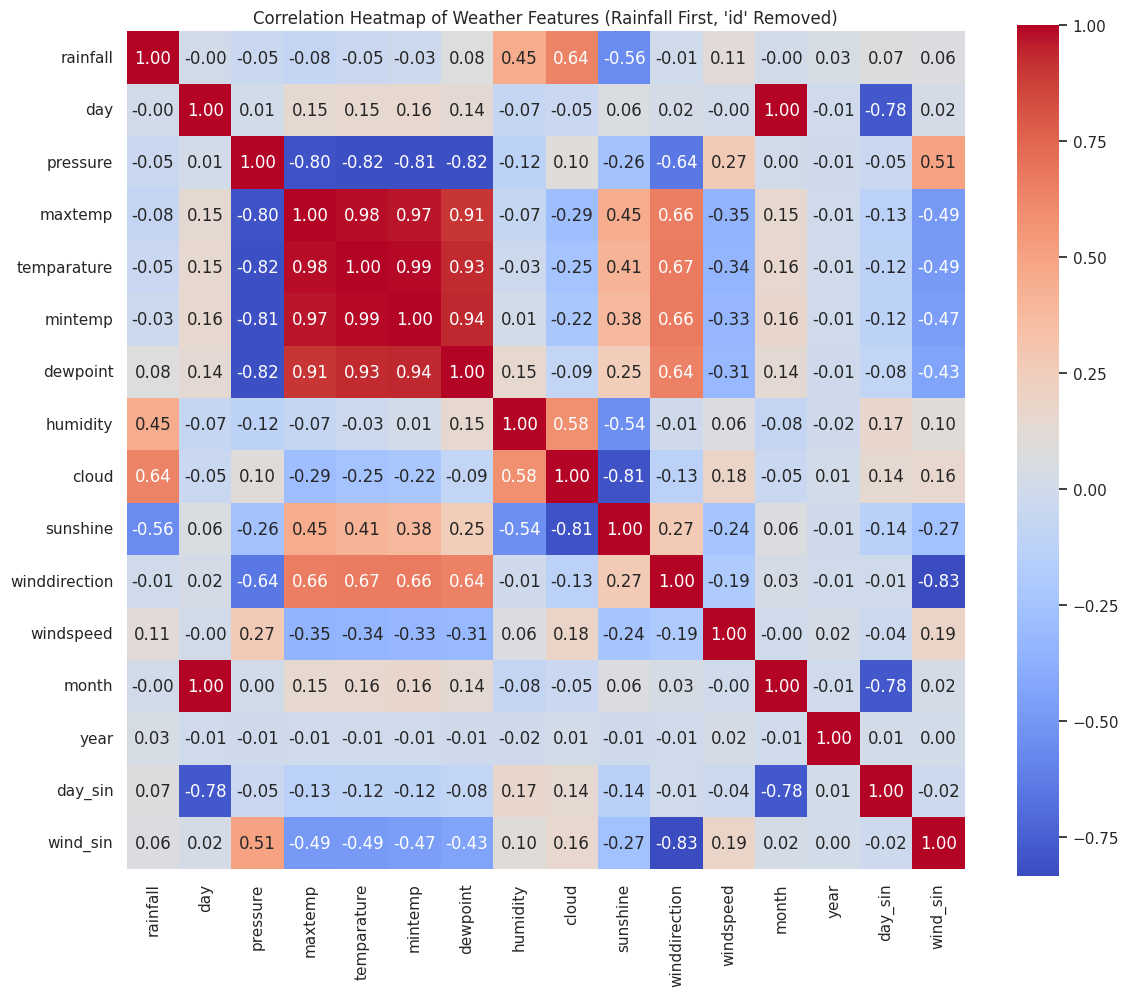 Correlation Heatmap of Weather Features (Rainfall First, 'id' Removed)
rainfall 1.00 -0.00 -0.05 -0.08 -0.05 -0.03 0.08 0.45 0.64 -0.56 -0.01 0.11 -0.00 0.03 0.07 0.06
day -0.00 1.00 0.01 0.15 0.15 0.16 0.14 -0.07 -0.05 0.06 0.02 -0.00 1.00 -0.01 -0.78 0.02
pressure -0.05 0.01 1.00 -0.80 -0.82 -0.81 -0.82 -0.12 0.10 -0.26 -0.64 0.27 0.00 -0.01 -0.05 0.51
maxtemp -0.08 0.15 -0.80 1.00 0.98 0.97 0.91 -0.07 -0.29 0.45 0.66 -0.35 0.15 -0.01 -0.13 -0.49
temparature -0.05 0.15 -0.82 0.98 1.00 0.99 0.93 -0.03 -0.25 0.41 0.67 -0.34 0.16 -0.01 -0.12 -0.49
mintemp -0.03 0.16 -0.81 0.97 0.99 1.00 0.94 0.01 -0.22 0.38 0.66 -0.33 0.16 -0.01 -0.12 -0.47
dewpoint 0.08 0.14 -0.82 0.91 0.93 0.94 1.00 0.15 -0.09 0.25 0.64 -0.31 0.14 -0.01 -0.08 -0.43
humidity 0.45 -0.07 -0.12 -0.07 -0.03 0.01 0.15 1.00 0.58 -0.54 -0.01 0.06 -0.08 -0.02 0.17 0.10
cloud 0.64 -0.05 0.10 -0.29 -0.25 -0.22 -0.09 0.58 1.00 -0.81 -0.13 0.18 -0.05 0.01 0.14 0.16
sunshine -0.56 0.06 -0.26 0.45 0.41 0.38 0.25 -0.54 -0.81 1.00 0.27 -0.24 0.06 -0.01 -0.14 -0.27
winddirection -0.01 0.02 -0.64 0.66 0.67 0.66 0.64 -0.01 -0.13 0.27 1.00 -0.19 0.03 -0.01 -0.01 -0.83
windspeed 0.11 -0.00 0.27 -0.35 -0.34 -0.33 -0.31 0.06 0.18 -0.24 -0.19 1.00 -0.00 0.02 -0.04 0.19
month -0.00 1.00 0.00 0.15 0.16 0.16 0.14 -0.08 -0.05 0.06 0.03 -0.00 1.00 -0.01 -0.78 0.02
year 0.03 -0.01 -0.01 -0.01 -0.01 -0.01 -0.01 -0.02 0.01 -0.01 -0.01 0.02 -0.01 1.00 0.01 0.00
day_sin 0.07 -0.78 -0.05 -0.13 -0.12 -0.12 -0.08 0.17 0.14 -0.14 -0.01 -0.04 -0.78 0.01 1.00 -0.02
wind_sin 0.06 0.02 0.51 -0.49 -0.49 -0.47 -0.43 0.10 0.16 -0.27 -0.83 0.19 0.02 0.00 -0.02 1.00
rainfall day pressure maxtemp temparature mintemp dewpoint humidity cloud sunshine winddirection windspeed month year day_sin wind_sin
1.00
0.75
0.50
0.25
0.00
−0.25
−0.50
−0.75